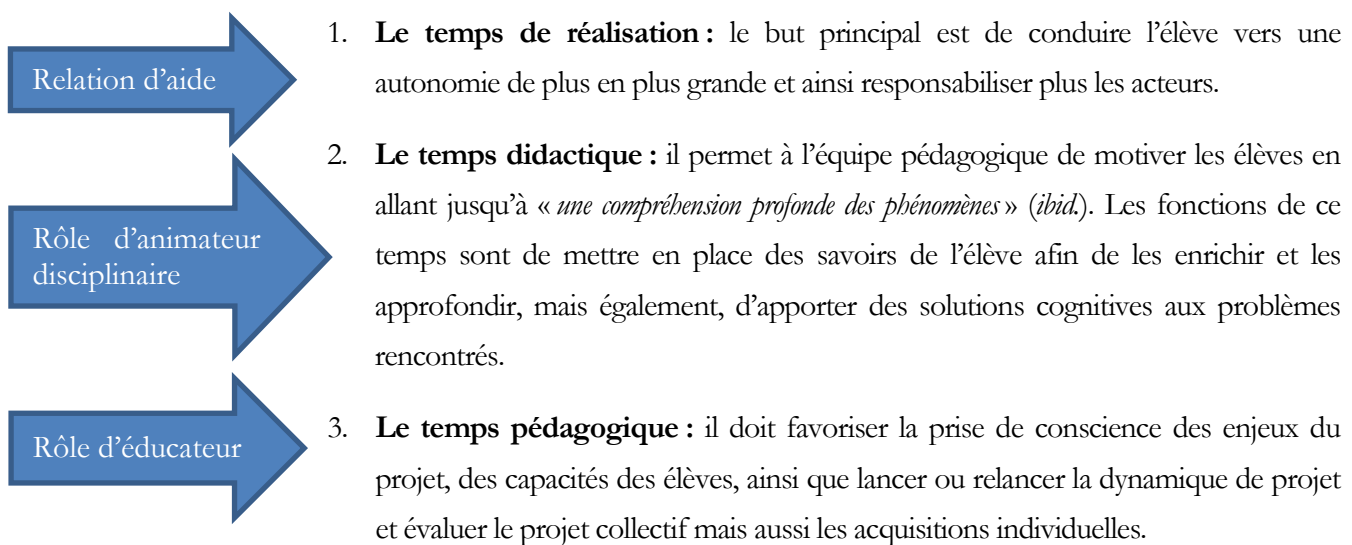 Relation d’aide
1. Le temps de réalisation : le but principal est de conduire l’élève vers une
autonomie de plus en plus grande et ainsi responsabiliser plus les acteurs.
Rôle d’animateur
disciplinaire
2. Le temps didactique : il permet à l’équipe pédagogique de motiver les élèves en
allant jusqu’à « une compréhension profonde des phénomènes » (ibid.). Les fonctions de ce
temps sont de mettre en place des savoirs de l’élève afin de les enrichir et les
approfondir, mais également, d’apporter des solutions cognitives aux problèmes
rencontrés.
Rôle d’éducateur
3. Le temps pédagogique : il doit favoriser la prise de conscience des enjeux du
projet, des capacités des élèves, ainsi que lancer ou relancer la dynamique de projet
et évaluer le projet collectif mais aussi les acquisitions individuelles.